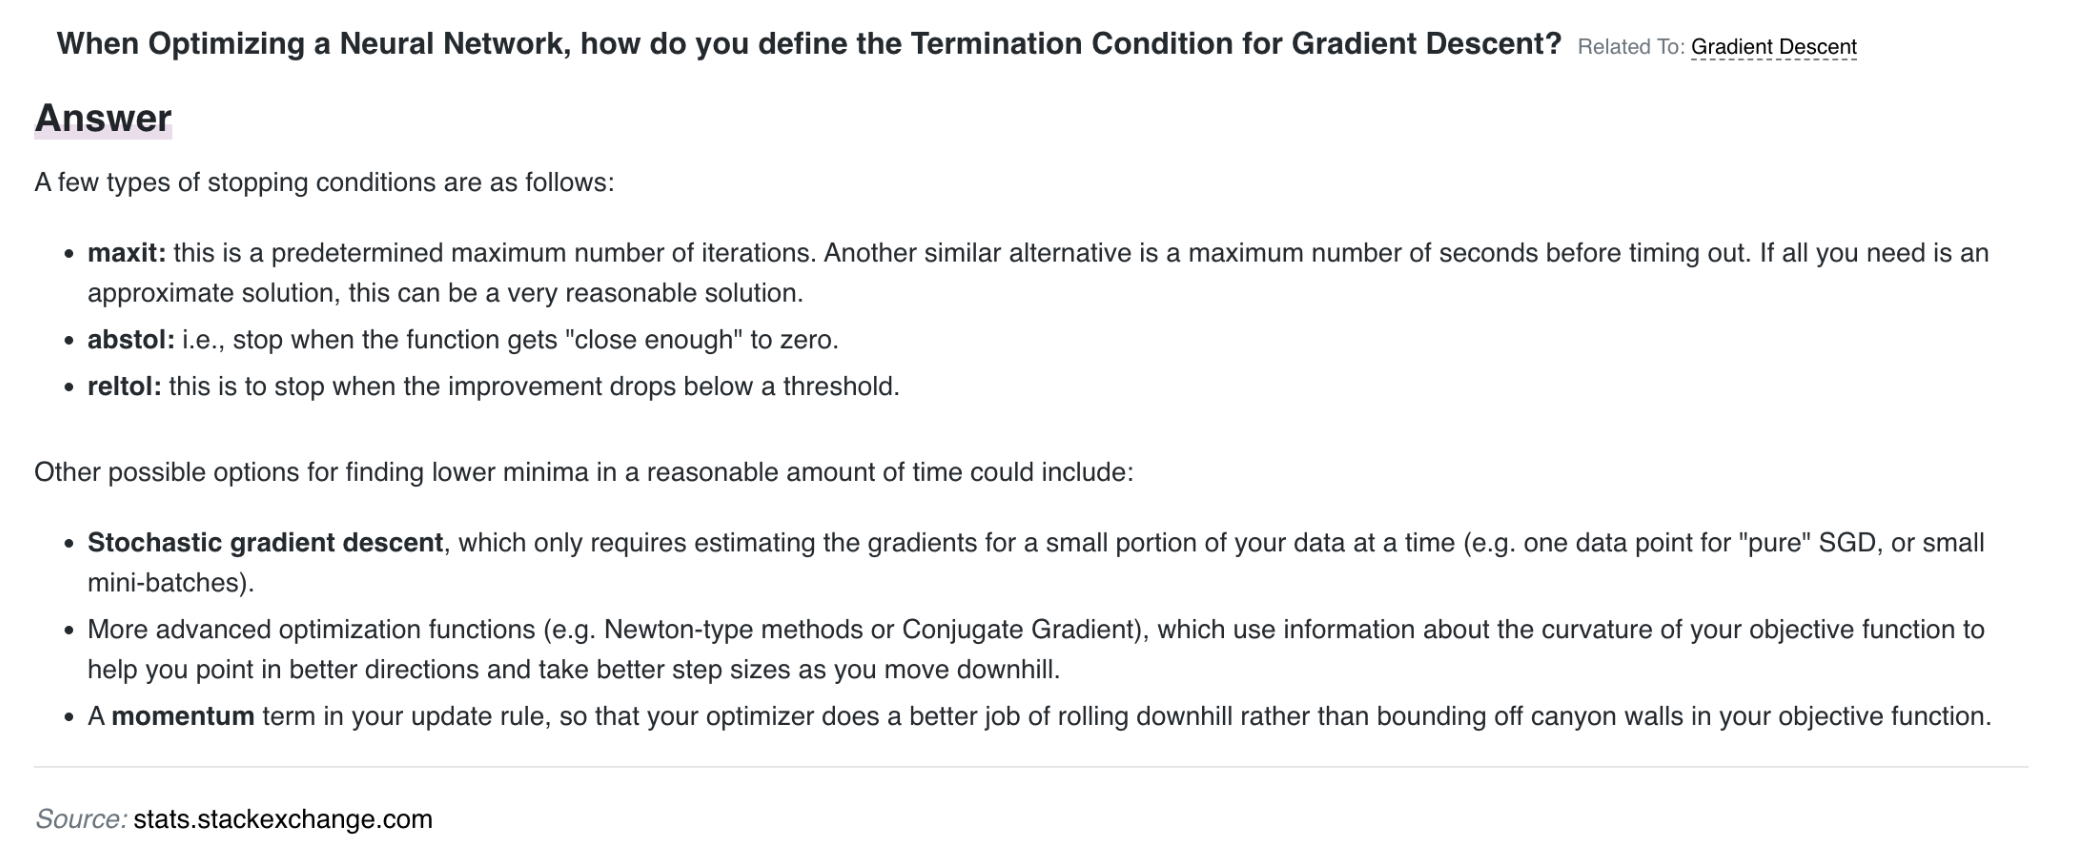 When Optimizing a Neural Network, how do you define the Termination Condition for Gradient Descent? Related To: Gradient Descent
Answer
A few types of stopping conditions are as follows:
• maxit: this is a predetermined maximum number of iterations. Another similar alternative is a maximum number of seconds before timing out. If all you need is an
approximate solution, this can be a very reasonable solution.
• abstol: i.e., stop when the function gets "close enough" to zero.
• reltol: this is to stop when the improvement drops below a threshold.
Other possible options for finding lower minima in a reasonable amount of time could include:
• Stochastic gradient descent, which only requires estimating the gradients for a small portion of your data at a time (e.g. one data point for "pure" SGD, or small
mini-batches).
• More advanced optimization functions (e.g. Newton-type methods or Conjugate Gradient), which use information about the curvature of your objective function to
help you point in better directions and take better step sizes as you move downhill.
• A momentum term in your update rule, so that your optimizer does a better job of rolling downhill rather than bounding off canyon walls in your objective function.
Source: stats.stackexchange.com